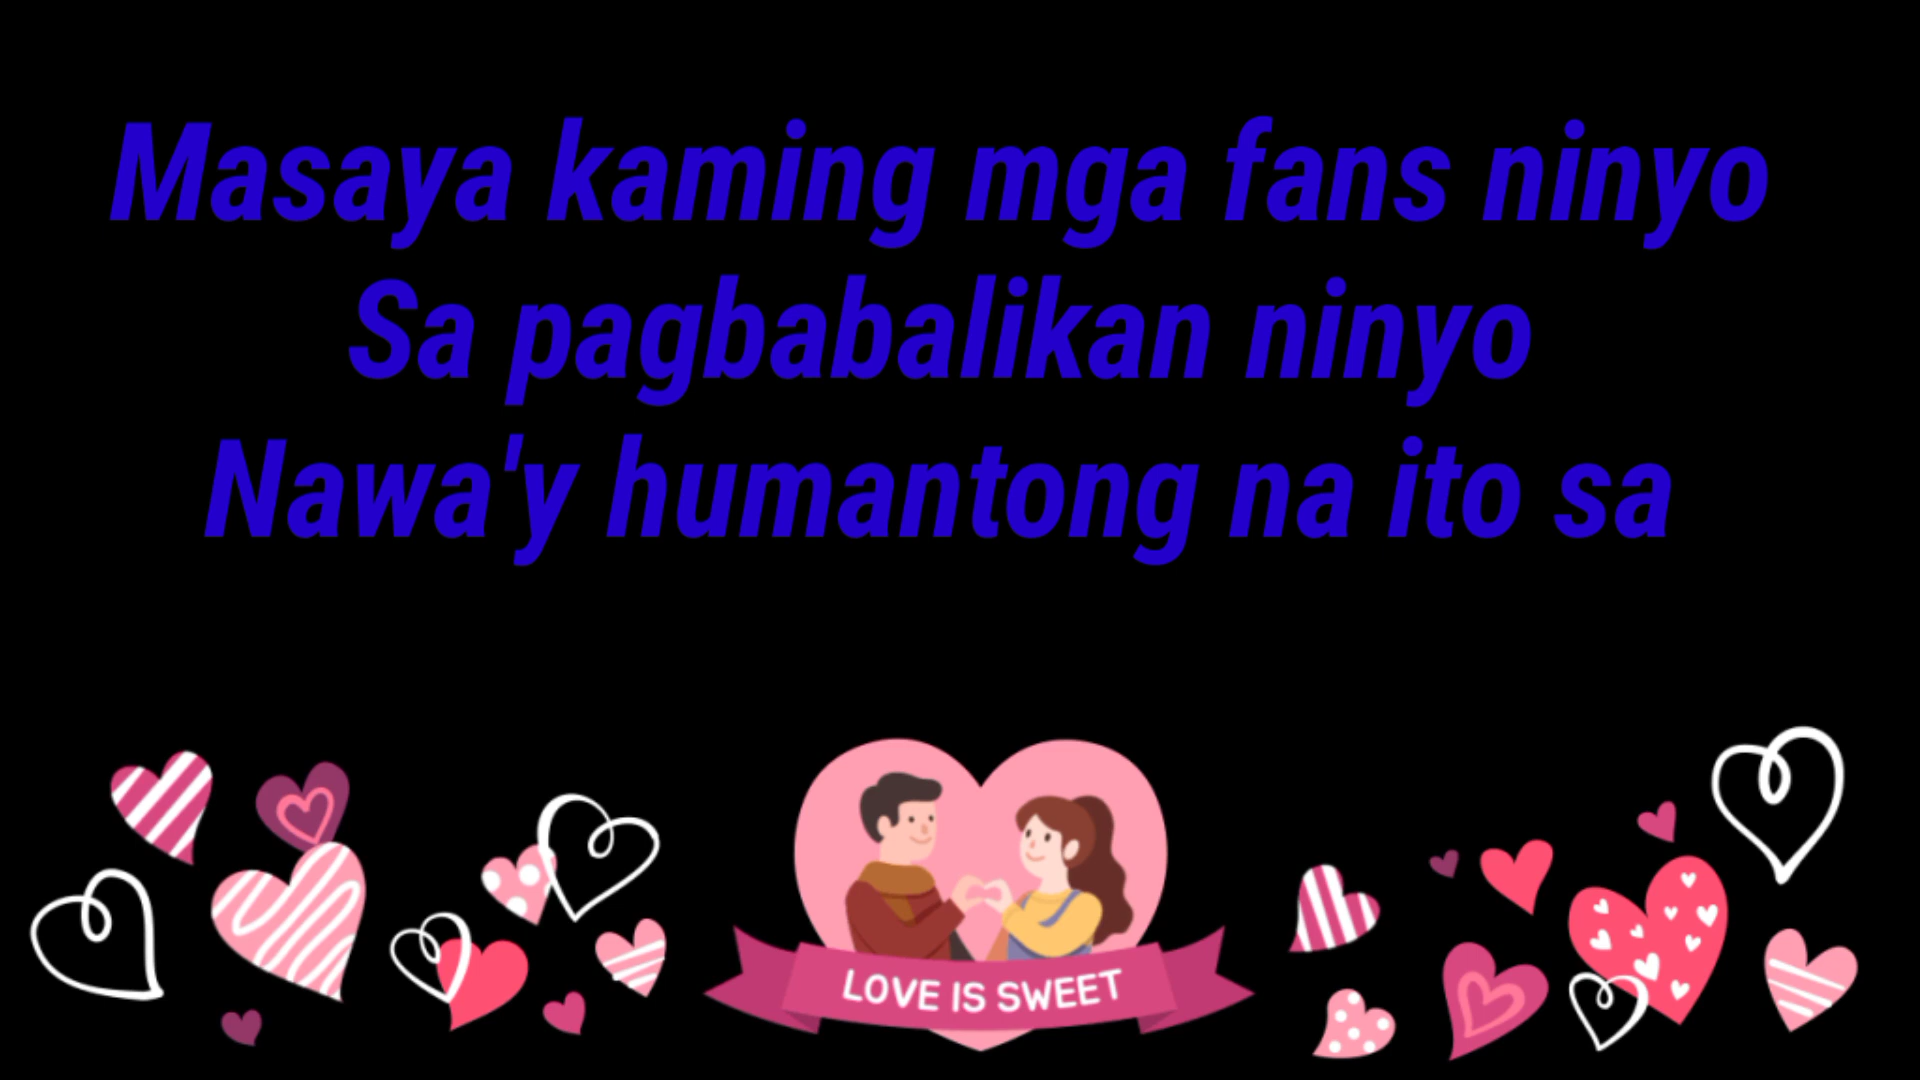 Masaya kaming mga fans ninyo
Sa pagbabalikan ninyo
Nawa'y humantong na ito sa
LOVE IS SWEET